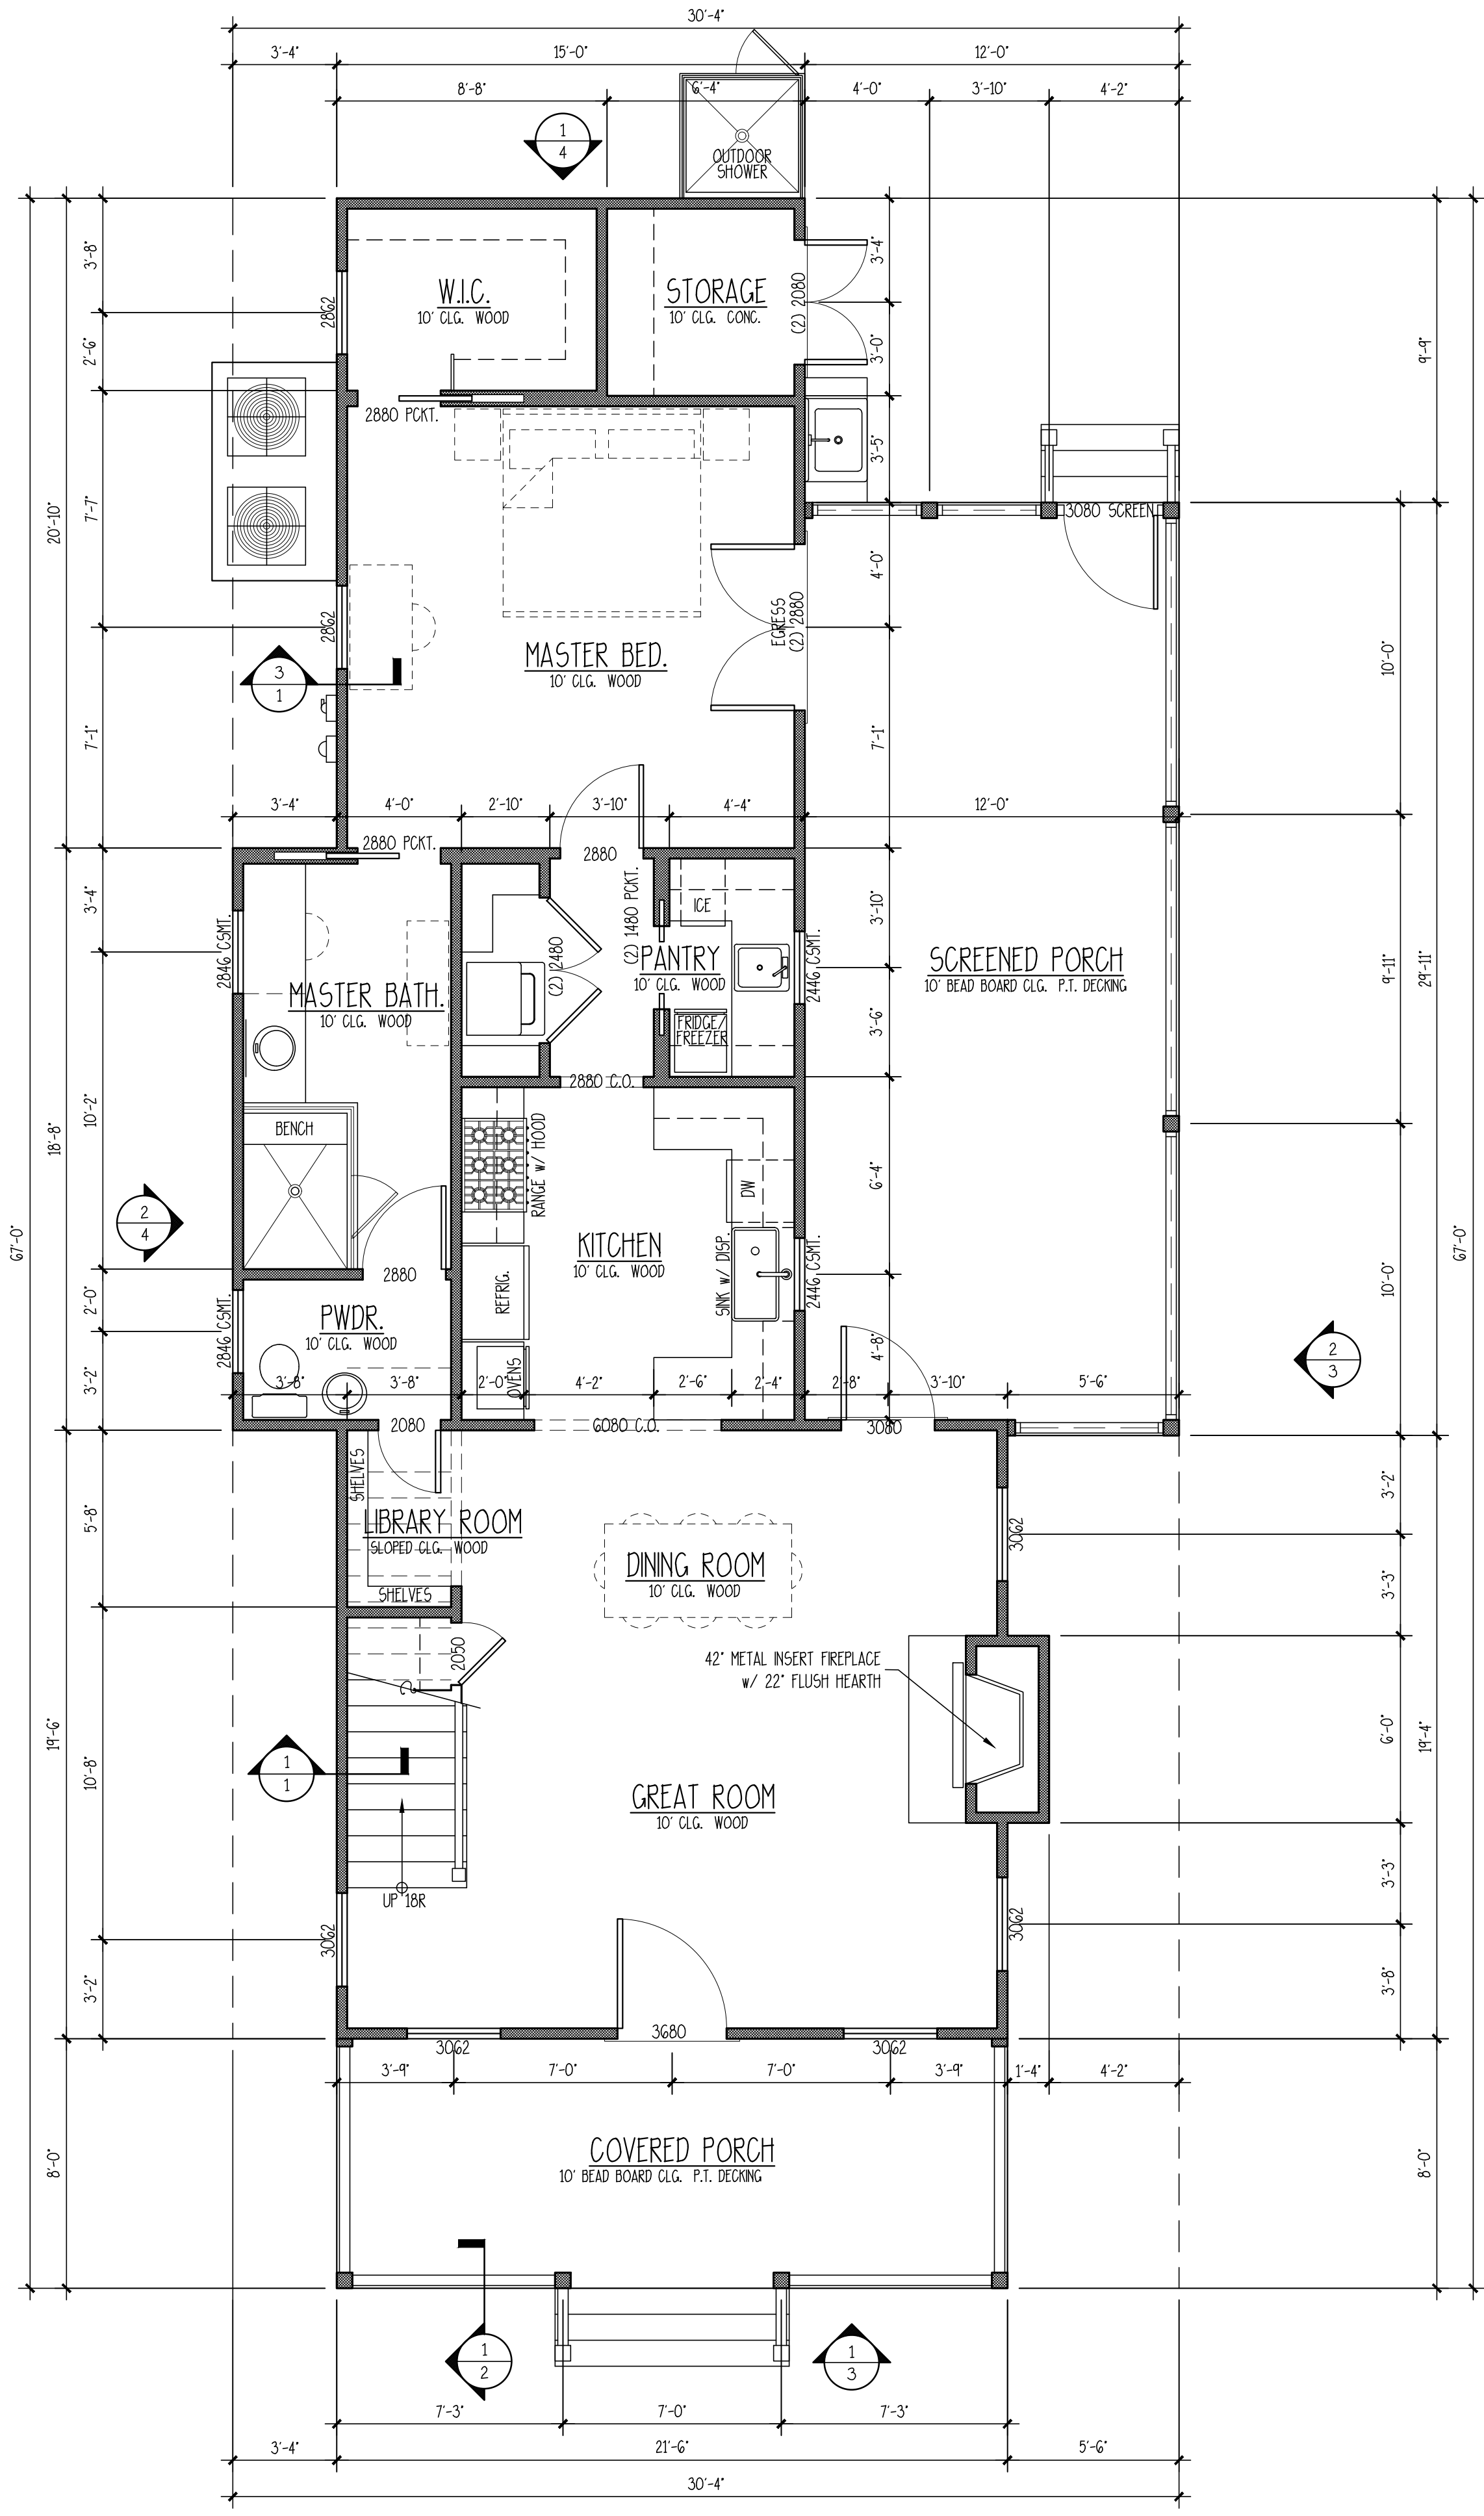 30'-4"
3'-4"
15'-0"
12'-0"
8'-8"
6'-4"
4'-0"
3'-10"
4'-2"
1
4
OUTDOOR
SHOWER
3'-8"
2862
W.I.C.
10' CLG. WOOD
STORAGE
10' CLG. CONC.
(2) 2080
3'-4"
3'-0"
2'-6"
9'-9"
2880 PCKT.
3'-5"
3080 SCREEN
20'-10"
7'-7"
4'-0"
EGRESS
(2) 2880
2862
MASTER BED.
10' CLG. WOOD
3
1
10'-0"
7'-1"
7'-1"
3'-4"
4'-0"
2'-10"
3'-10"
4'-4"
12'-0"
2880 PCKT.
2880
3'-4"
2846 CSMT.
(2) 2480
(2) 1480 PCKT.
ICE
PANTRY
10' CLG. WOOD
2446 CSMT.
3'-10"
SCREENED PORCH
10' BEAD BOARD CLG. P.T. DECKING
9'-11"
29'-11"
MASTER BATH.
10' CLG. WOOD
FRIDGE/
FREEZER
3'-6"
2880 C.O.
18'-8"
10'-2"
BENCH
RANGE w/ HOOD
DW
6'-4"
2
4
67'-0"
67'-0"
KITCHEN
10' CLG. WOOD
REFRIG.
SINK w/ DISP.
2446 CSMT.
10'-0"
2880
2'-0"
2846 CSMT.
PWDR.
10' CLG. WOOD
OVENS
4'-8"
2
3
3'-2"
3'-8"
3'-8"
2'-0"
4'-2"
2'-6"
2'-4"
2'-8"
3'-10"
5'-6"
2080
6080 C.O.
3080
SHELVES
5'-8"
LIBRARY ROOM
SLOPED CLG. WOOD
SHELVES
DINING ROOM
10' CLG. WOOD
3062
3'-2"
3'-3"
2050
42" METAL INSERT FIREPLACE
w/ 22" FLUSH HEARTH
19'-6"
10'-8"
1
1
GREAT ROOM
10' CLG. WOOD
6'-0"
19'-4"
UP 18R
3062
3062
3'-3"
3'-2"
3'-8"
3062
3680
3062
3'-9"
7'-0"
7'-0"
3'-9"
1'-4"
4'-2"
8'-0"
COVERED PORCH
10' BEAD BOARD CLG. P.T. DECKING
8'-0"
1
2
1
3
7'-3"
7'-0"
7'-3"
3'-4"
21'-6"
5'-6"
30'-4"